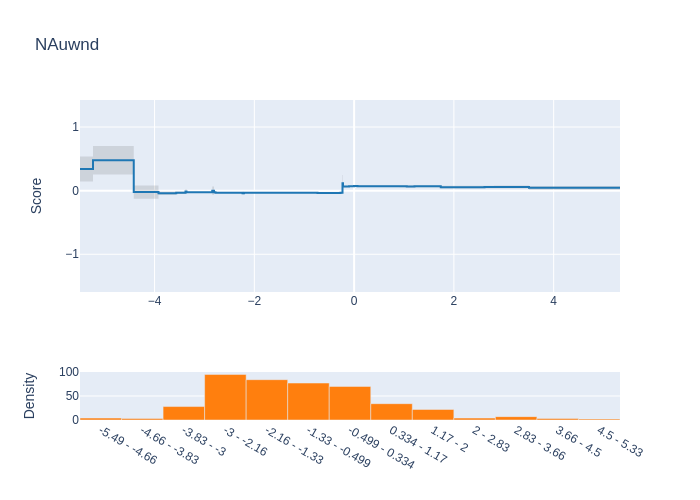 NAuwnd
1
0
−1
Score
−4
−2
0
2
4
100
50
0
Density
-5.49 - -4.66
-4.66 - -3.83
-3.83 - -3
-3 - -2.16
-2.16 - -1.33
-1.33 - -0.499
-0.499 - 0.334
0.334 - 1.17
1.17 - 2
2 - 2.83
2.83 - 3.66
3.66 - 4.5
4.5 - 5.33